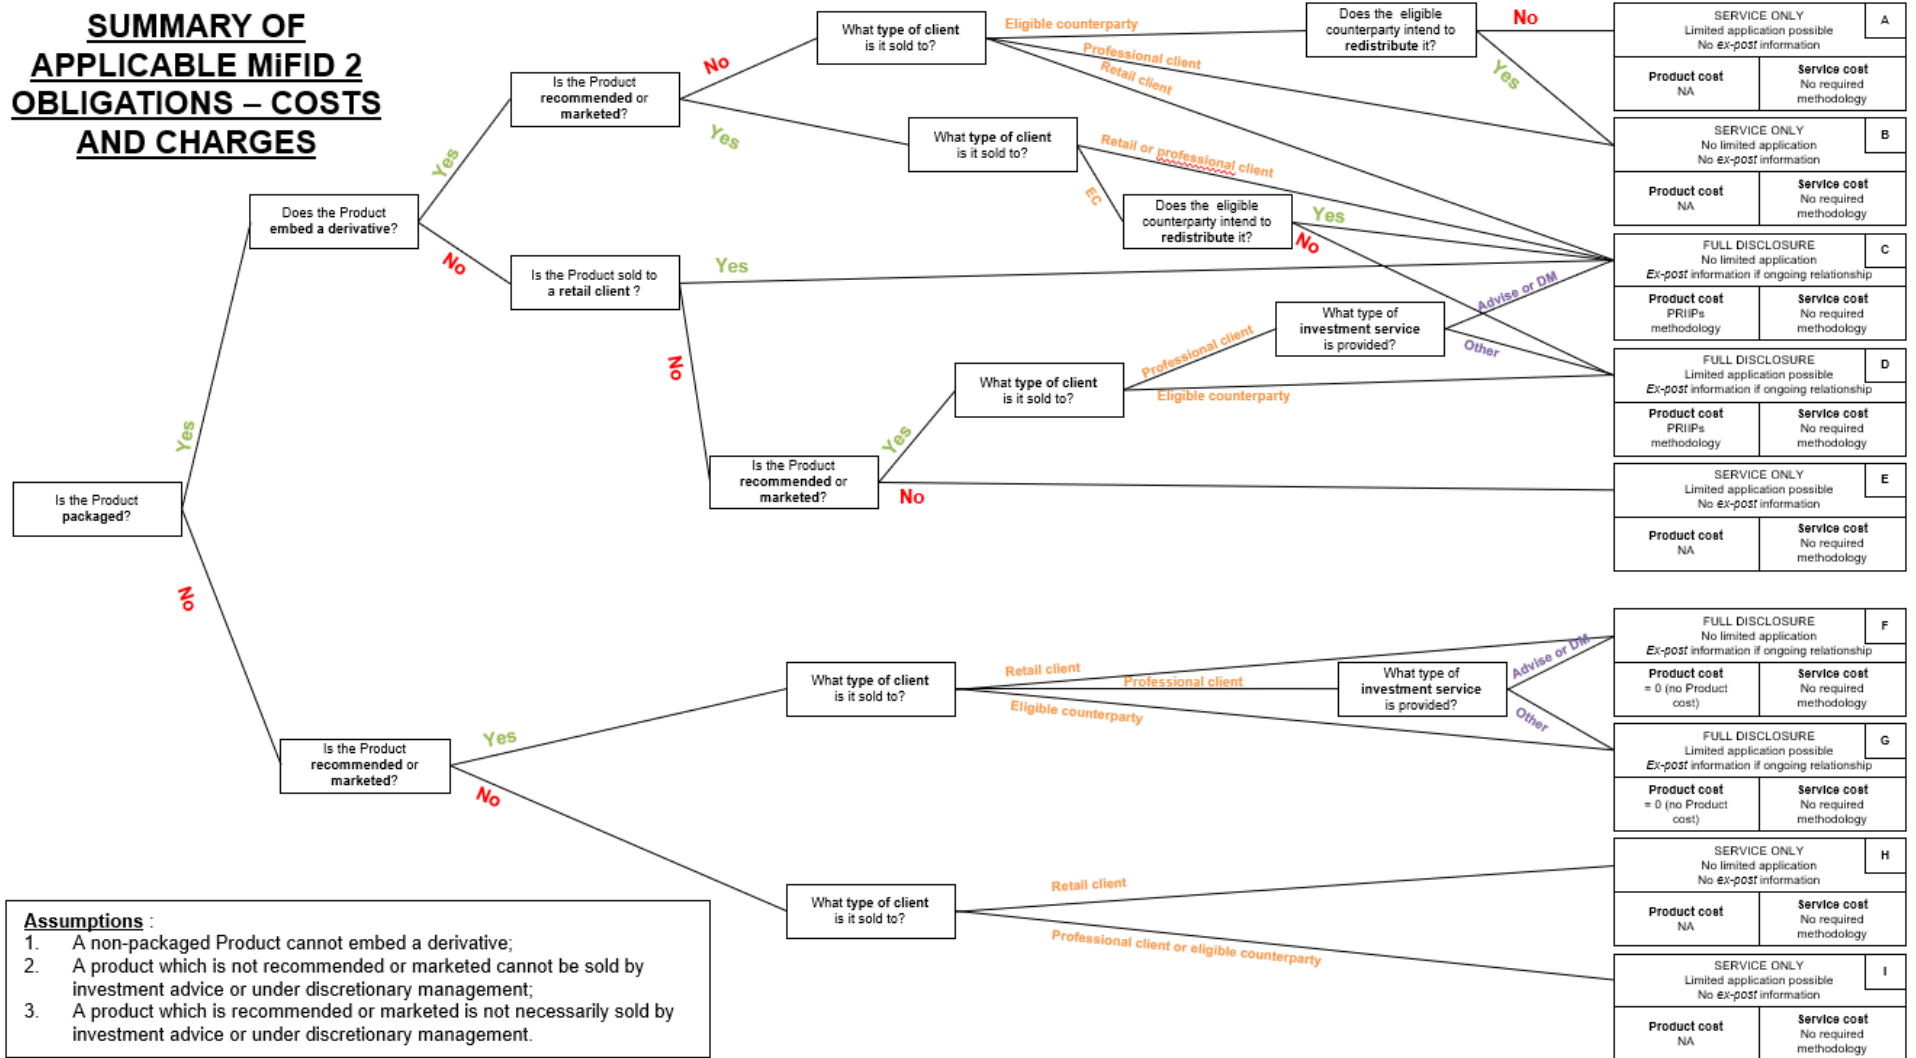 SUMMARY OF
APPLICABLE MiFID 2
OBLIGATIONS – COSTS
AND CHARGES
Is the Product
packaged?
Yes
No
Does the Product
embed a derivative?
Yes
No
Is the Product
recommended or
marketed?
No
Yes
What type of client
is it sold to?
Eligible counterparty
Professional client
Retail client
Does the eligible
counterparty intend to
redistribute it?
No
Yes
What type of client
is it sold to?
Retail or professional client
EC
Does the eligible
counterparty intend to
redistribute it?
Yes
No
Is the Product sold to
a retail client ?
Yes
No
Is the Product
recommended or
marketed?
Yes
No
What type of client
is it sold to?
Professional client
Eligible counterparty
What type of
investment service
is provided?
Advise or DM
Other
Is the Product
recommended or
marketed?
Yes
No
What type of client
is it sold to?
Retail client
Professional client
Eligible counterparty
What type of
investment service
is provided?
Advise or DM
Other
What type of client
is it sold to?
Retail client
Professional client or eligible counterparty
SERVICE ONLY
A
Limited application possible
No ex-post information
Product cost
NA
Service cost
No required
methodology
SERVICE ONLY
B
No limited application
No ex-post information
Product cost
NA
Service cost
No required
methodology
FULL DISCLOSURE
C
No limited application
Ex-post information if ongoing relationship
Product cost
PRIIPs
methodology
Service cost
No required
methodology
FULL DISCLOSURE
D
Limited application possible
Ex-post information if ongoing relationship
Product cost
PRIIPs
methodology
Service cost
No required
methodology
SERVICE ONLY
E
Limited application possible
No ex-post information
Product cost
NA
Service cost
No required
methodology
FULL DISCLOSURE
F
No limited application
Ex-post information if ongoing relationship
Product cost
= 0 (no Product
cost)
Service cost
No required
methodology
FULL DISCLOSURE
G
Limited application possible
Ex-post information if ongoing relationship
Product cost
= 0 (no Product
cost)
Service cost
No required
methodology
SERVICE ONLY
H
No limited application
No ex-post information
Product cost
NA
Service cost
No required
methodology
SERVICE ONLY
I
Limited application possible
No ex-post information
Product cost
NA
Service cost
No required
methodology
Assumptions :
1. A non-packaged Product cannot embed a derivative;
2. A product which is not recommended or marketed cannot be sold by
investment advice or under discretionary management;
3. A product which is recommended or marketed is not necessarily sold by
investment advice or under discretionary management.